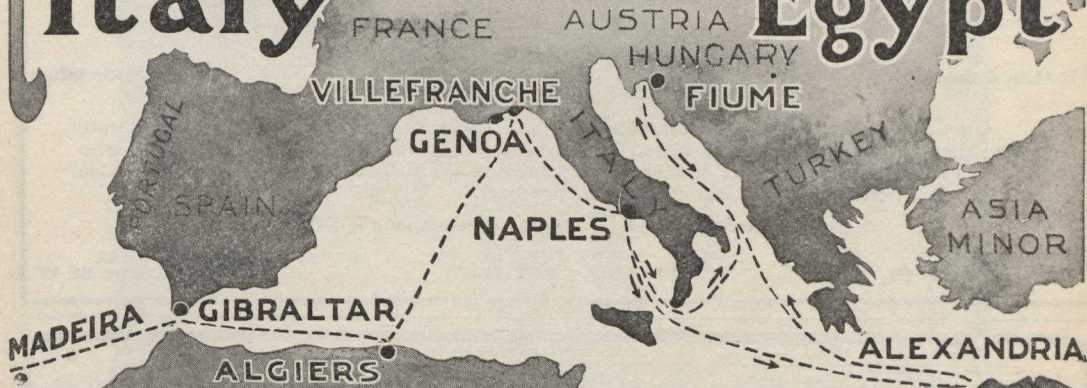 Italy Egypt
FRANCE
AUSTRIA
HUNGARY
VILLEFRANCHE
FIUME
GENOA
ITALY
PORTUGAL
SPAIN
TURKEY
NAPLES
ASIA
MINOR
GIBRALTAR
MADEIRA
ALEXANDRIA
ALGIERS